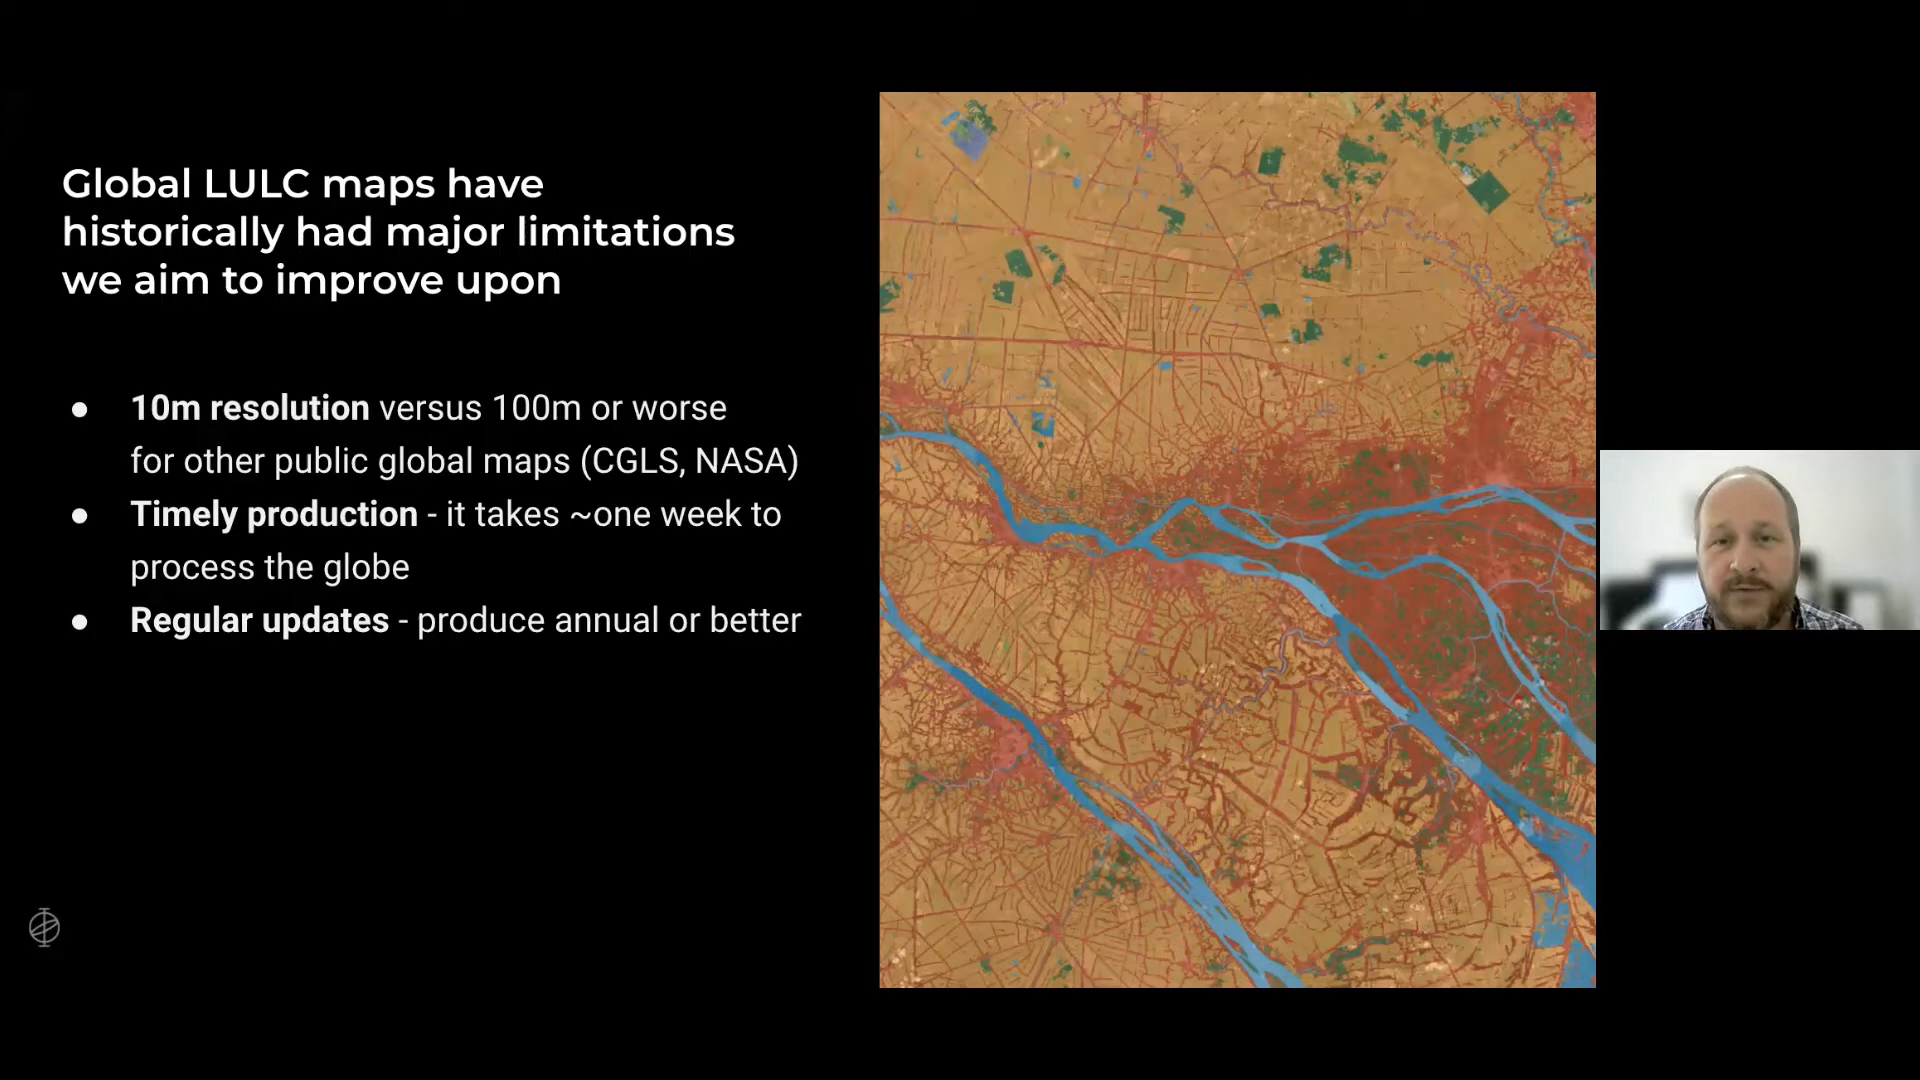 Global LULC maps have
historically had major limitations
we aim to improve upon
● 10m resolution versus 100m or worse
for other public global maps (CGLS, NASA)
● Timely production - it takes ~one week to
process the globe
● Regular updates - produce annual or better